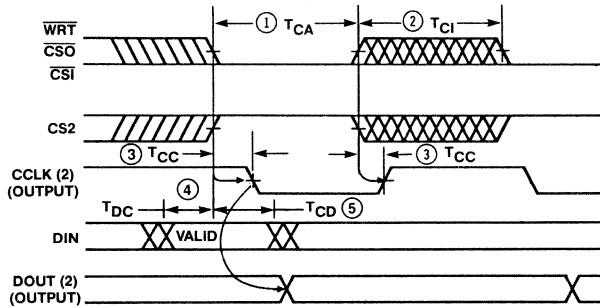 WRT
CSO
CSI
CS2
① TCA
② TCI
③ TCC
③ TCC
CCLK (2)
(OUTPUT)
④
TDC
TCD ⑤
DIN
VALID
DOUT (2)
(OUTPUT)